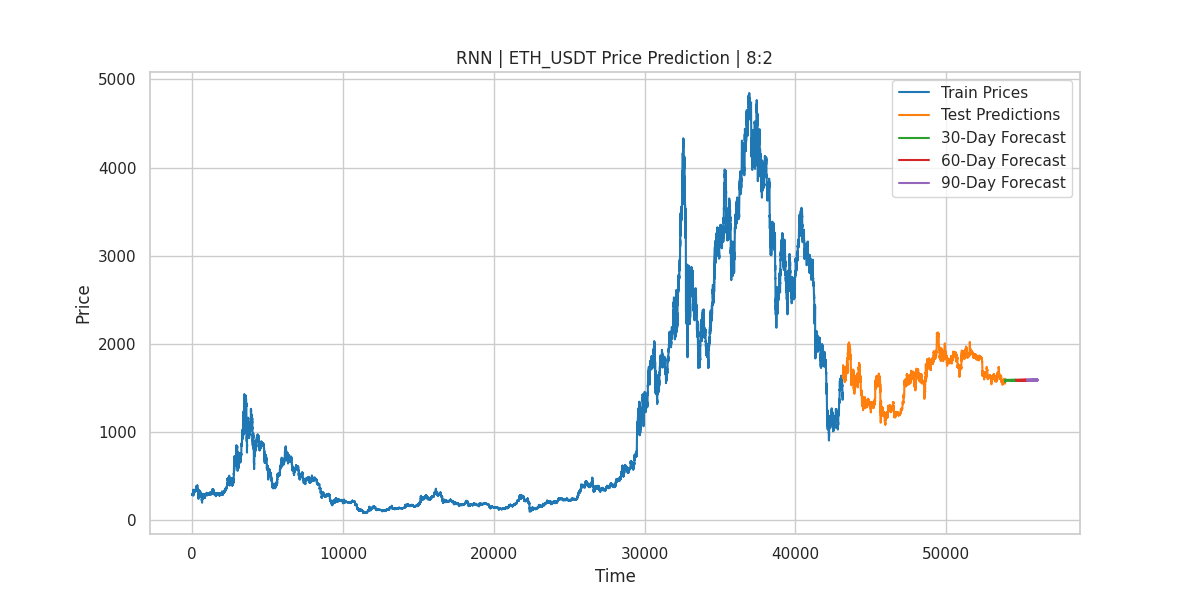 RNN | ETH_USDT Price Prediction | 8:2
Train Prices
Test Predictions
30-Day Forecast
60-Day Forecast
90-Day Forecast
5000
4000
3000
2000
1000
0
Price
0 10000 20000 30000 40000 50000
Time